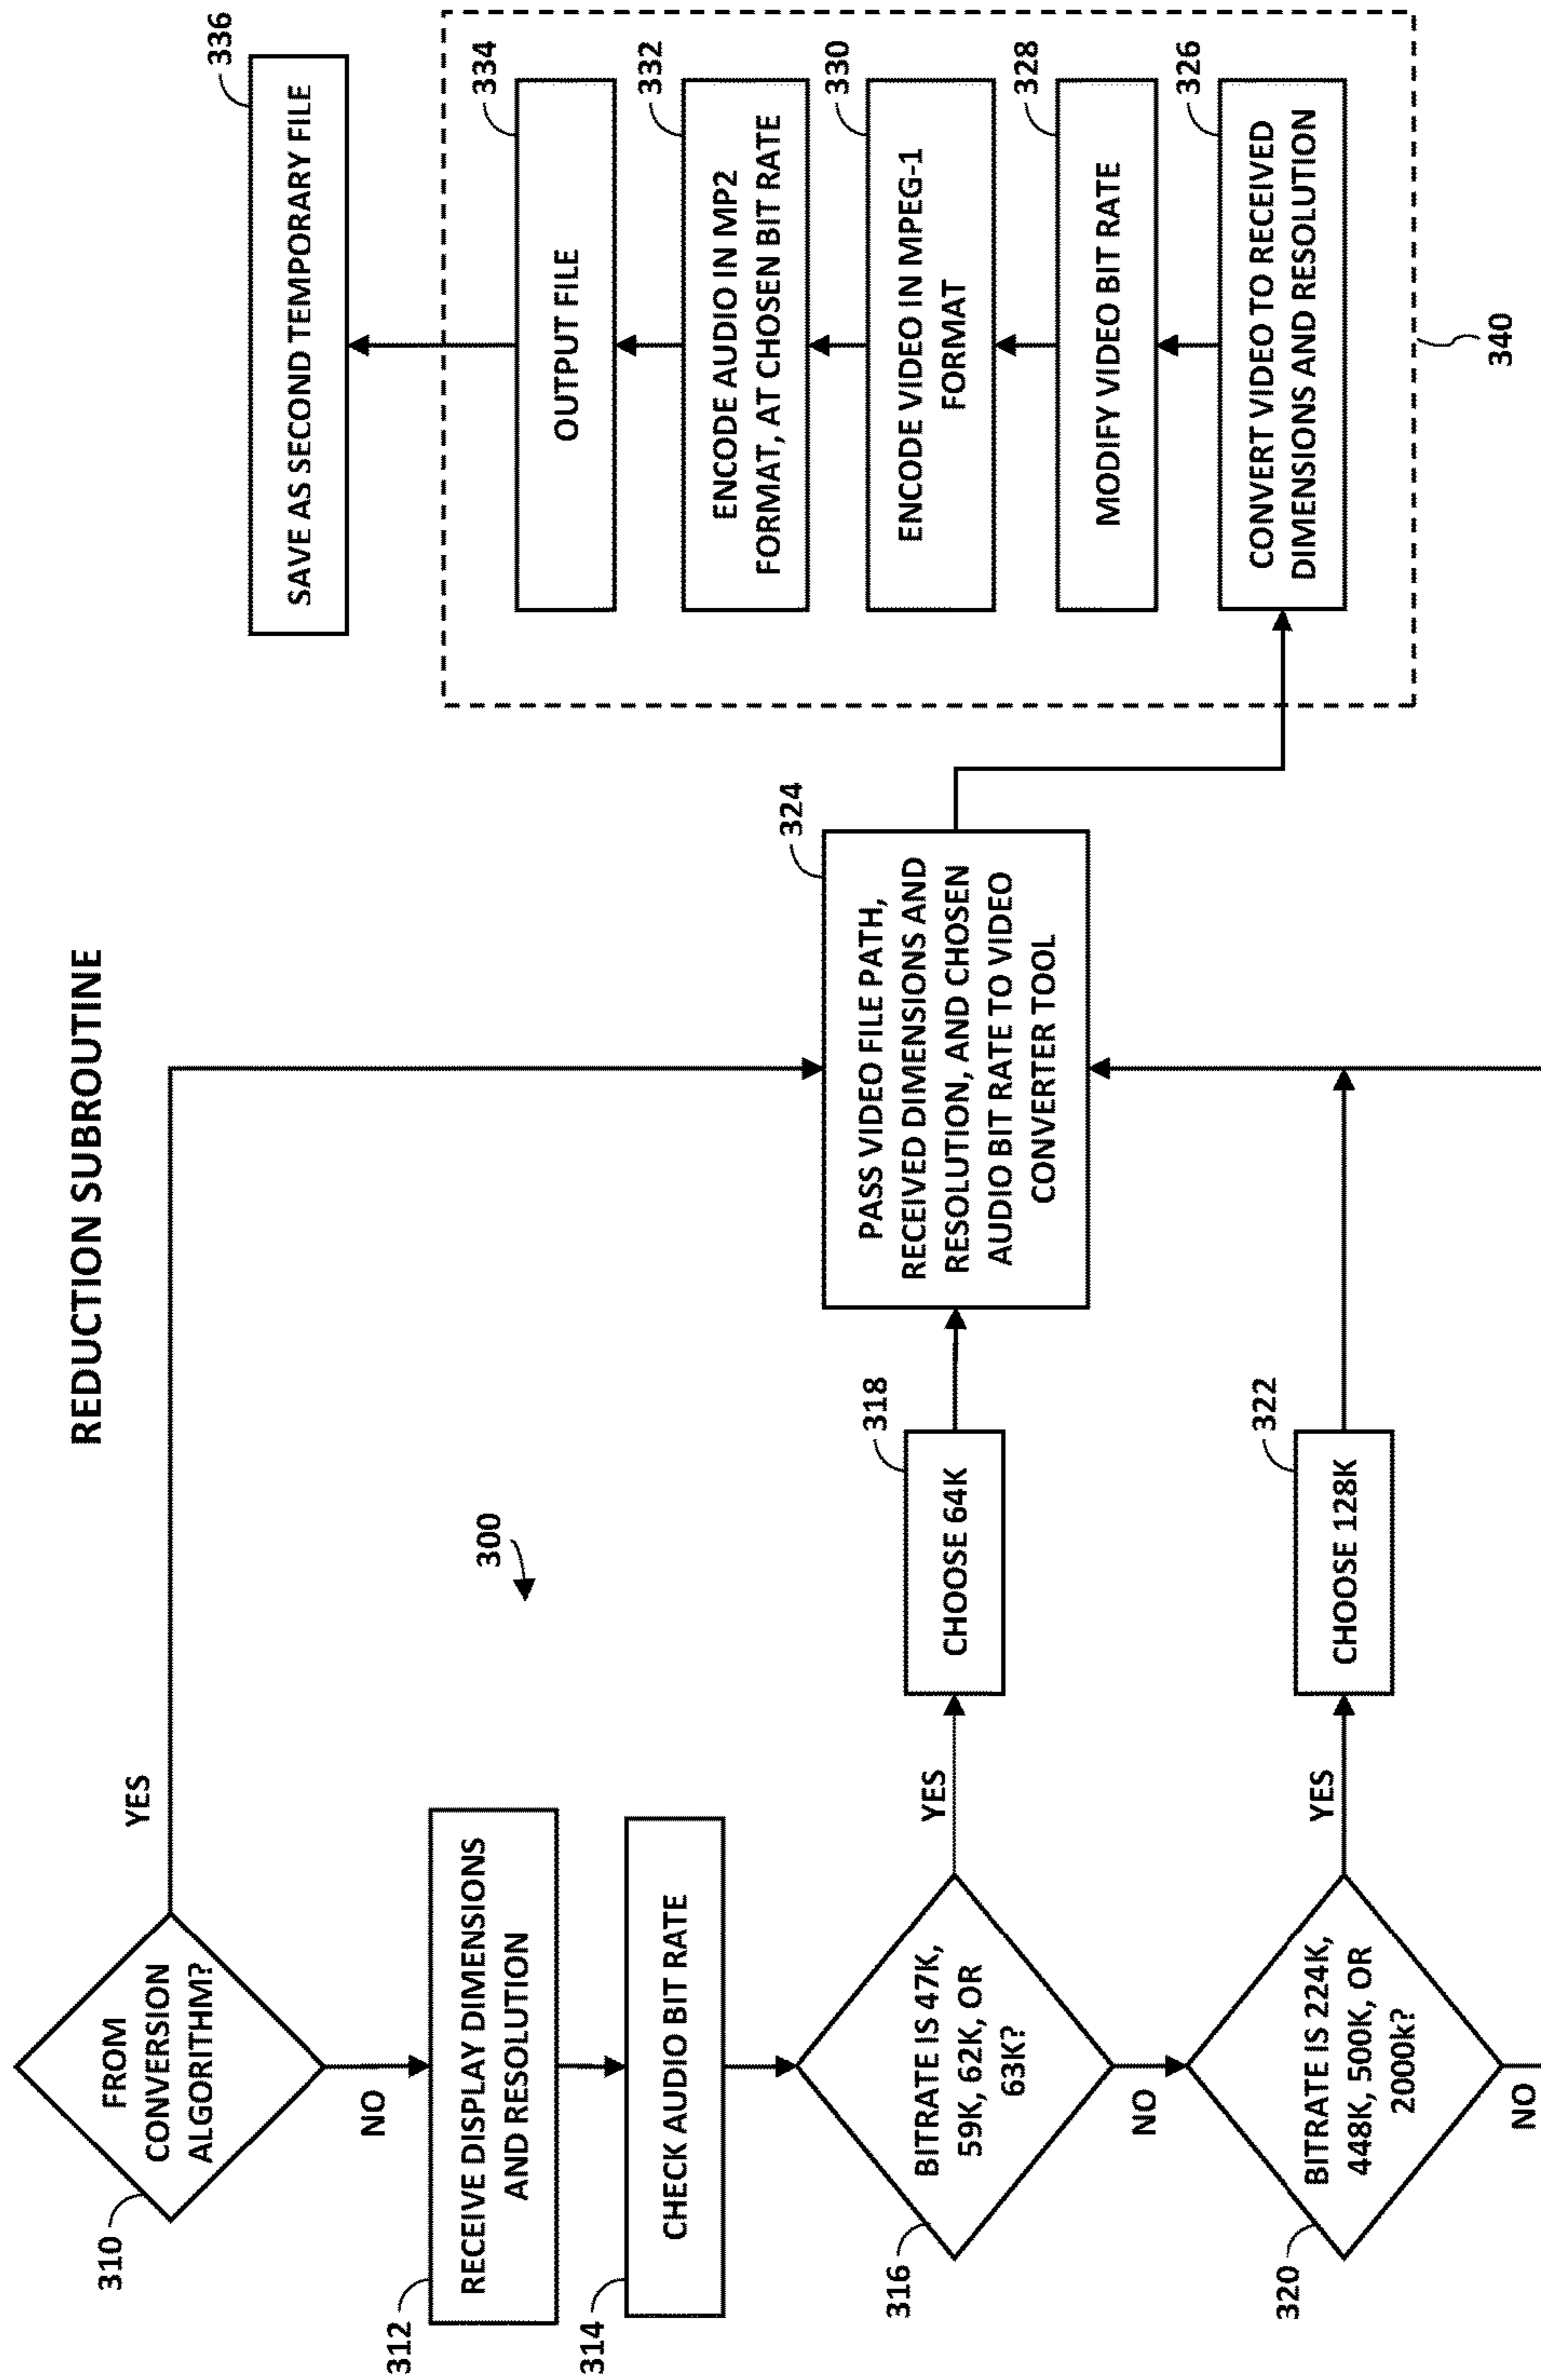 REDUCTION SUBROUTINE
300
310
FROM
CONVERSION
ALGORITHM?
YES
NO
312
RECEIVE DISPLAY DIMENSIONS
AND RESOLUTION
314
CHECK AUDIO BIT RATE
316
BITRATE IS 47K,
59K, 62K, OR
63K?
YES
318
CHOOSE 64K
NO
320
BITRATE IS 224K,
448K, 500K, OR
2000k?
YES
322
CHOOSE 128K
NO
324
PASS VIDEO FILE PATH,
RECEIVED DIMENSIONS AND
RESOLUTION, AND CHOSEN
AUDIO BIT RATE TO VIDEO
CONVERTER TOOL
336
SAVE AS SECOND TEMPORARY FILE
334
OUTPUT FILE
332
ENCODE AUDIO IN MP2
FORMAT, AT CHOSEN BIT RATE
330
ENCODE VIDEO IN MPEG-1
FORMAT
328
MODIFY VIDEO BIT RATE
326
CONVERT VIDEO TO RECEIVED
DIMENSIONS AND RESOLUTION
340